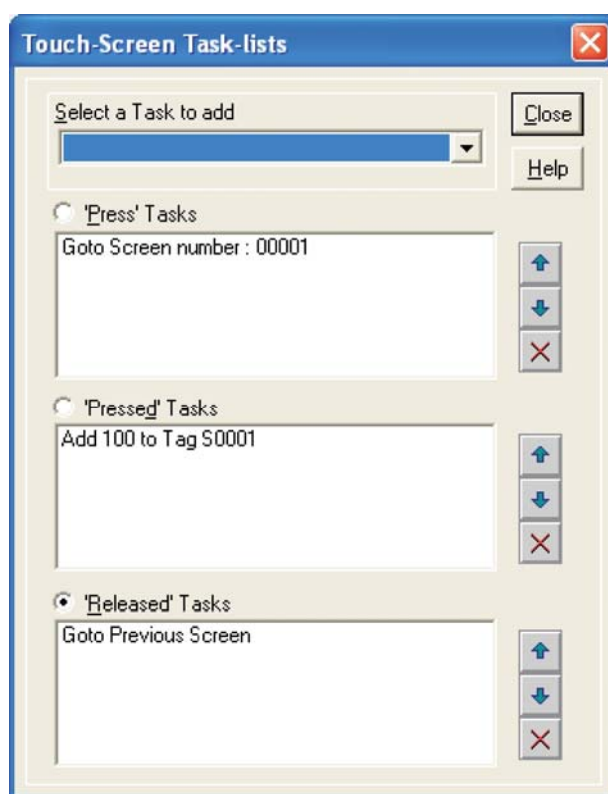 Touch-Screen Task-lists
Select a Task to add
Close
Help
'Press' Tasks
Goto Screen number : 00001
'Pressed' Tasks
Add 100 to Tag S0001
'Released' Tasks
Goto Previous Screen